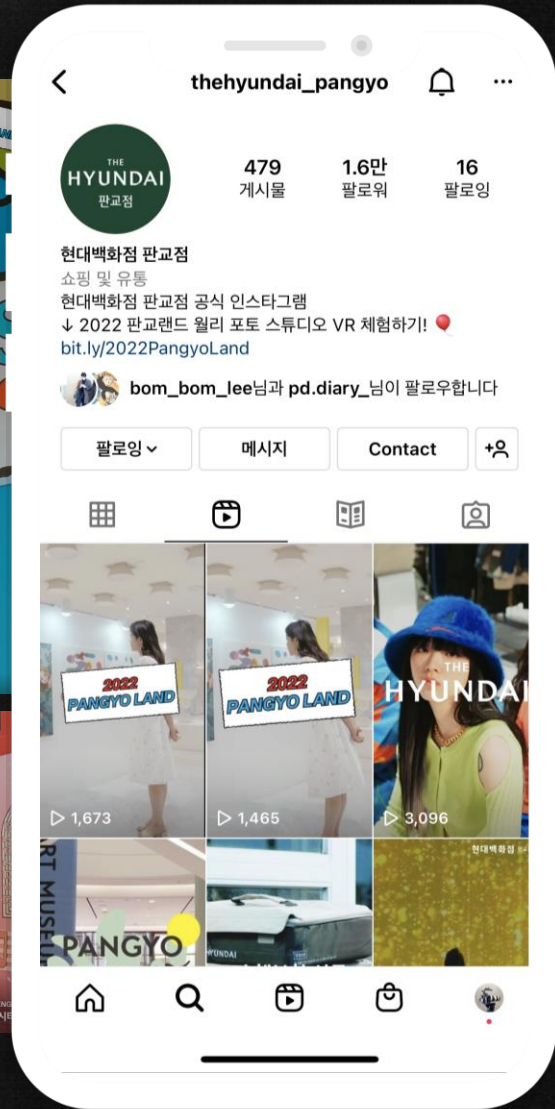 thehyundai_pangyo
THE
HYUNDAI
판교점
479
게시물
1.6만
팔로워
16
팔로잉
현대백화점 판교점
쇼핑 및 유통
현대백화점 판교점 공식 인스타그램
↓ 2022 판교랜드 월리 포토 스튜디오 VR 체험하기! 🎈
bit.ly/2022PangyoLand
bom_bom_lee님과 pd.diary_님이 팔로우합니다
팔로잉
메시지
Contact
2022
PANGYO LAND
1,673
2022
PANGYO LAND
1,465
THE
HYUNDAI
3,096
ART MUSE
PANGYO
HYUNDAI
현대백화점